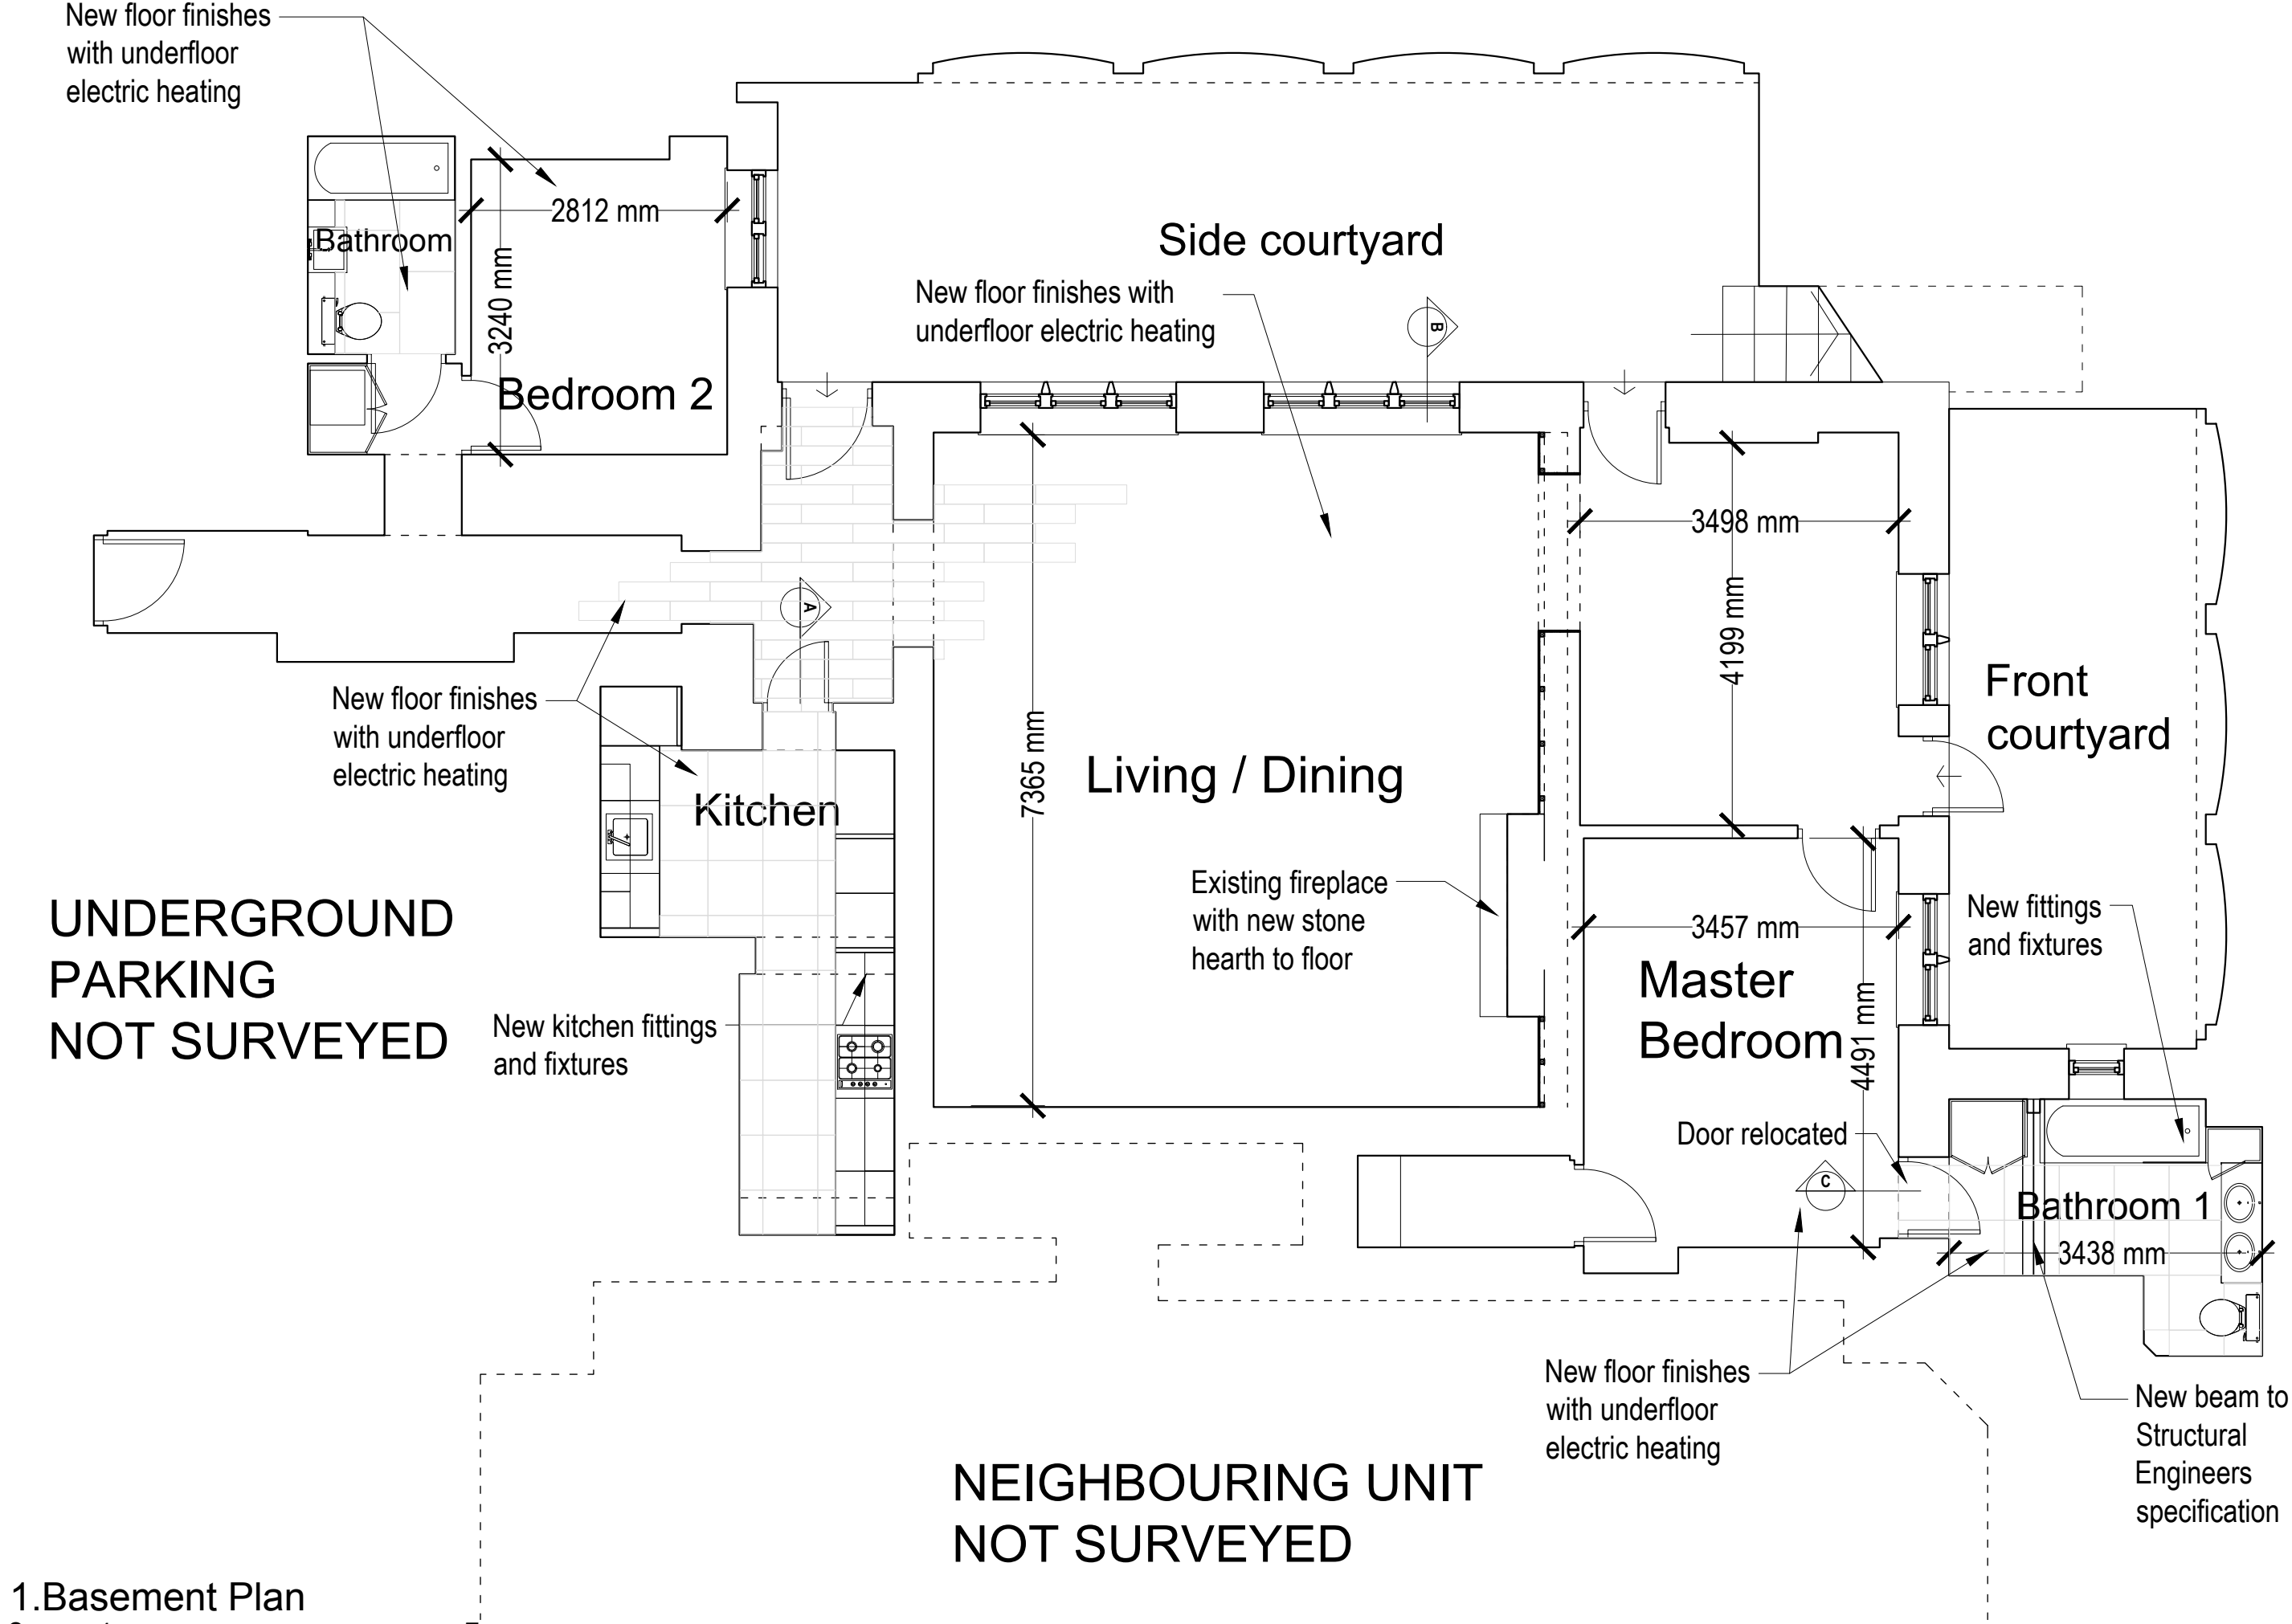 New floor finishes
with underfloor
electric heating
Bathroom
2812 mm
3240 mm
Bedroom 2
Side courtyard
New floor finishes with
underfloor electric heating
B
3498 mm
4199 mm
A
New floor finishes
with underfloor
electric heating
Kitchen
7365 mm
Living / Dining
Front
courtyard
Existing fireplace
with new stone
hearth to floor
3457 mm
Master
Bedroom
4491 mm
New fittings
and fixtures
UNDERGROUND
PARKING
NOT SURVEYED
New kitchen fittings
and fixtures
Door relocated
C
Bathroom 1
3438 mm
New floor finishes
with underfloor
electric heating
New beam to
Structural
Engineers
specification
NEIGHBOURING UNIT
NOT SURVEYED
1.Basement Plan